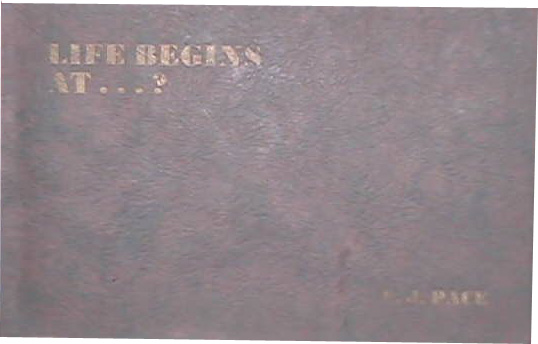 LIFE BEGINS
AT . . . ?
J. PACE